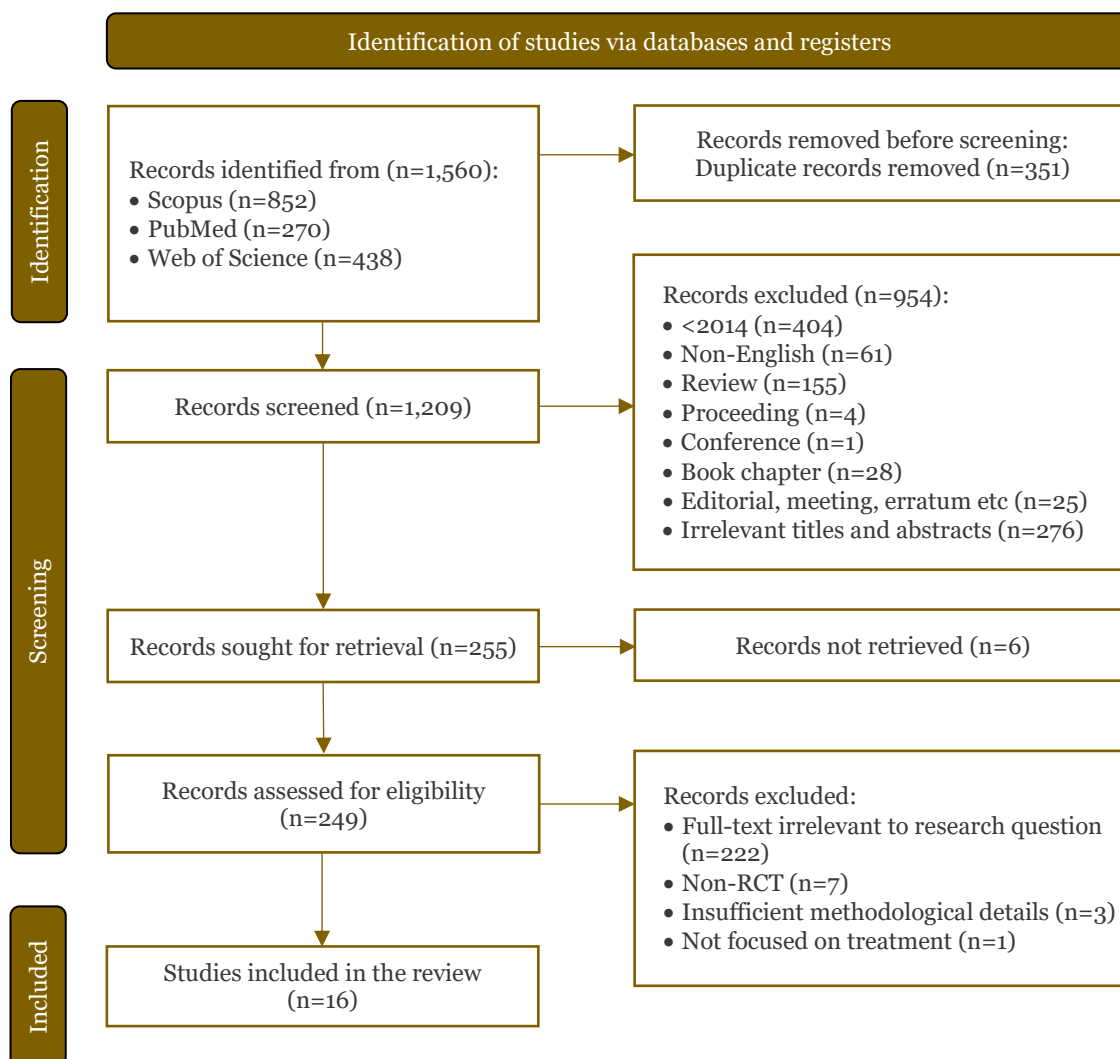 Identification of studies via databases and registers
Identification
Records identified from (n=1,560):
• Scopus (n=852)
• PubMed (n=270)
• Web of Science (n=438)
Records removed before screening:
Duplicate records removed (n=351)
Screening
Records screened (n=1,209)
Records excluded (n=954):
• <2014 (n=404)
• Non-English (n=61)
• Review (n=155)
• Proceeding (n=4)
• Conference (n=1)
• Book chapter (n=28)
• Editorial, meeting, erratum etc (n=25)
• Irrelevant titles and abstracts (n=276)
Records sought for retrieval (n=255)
Records not retrieved (n=6)
Records assessed for eligibility
(n=249)
Records excluded:
• Full-text irrelevant to research question
(n=222)
• Non-RCT (n=7)
• Insufficient methodological details (n=3)
• Not focused on treatment (n=1)
Included
Studies included in the review
(n=16)